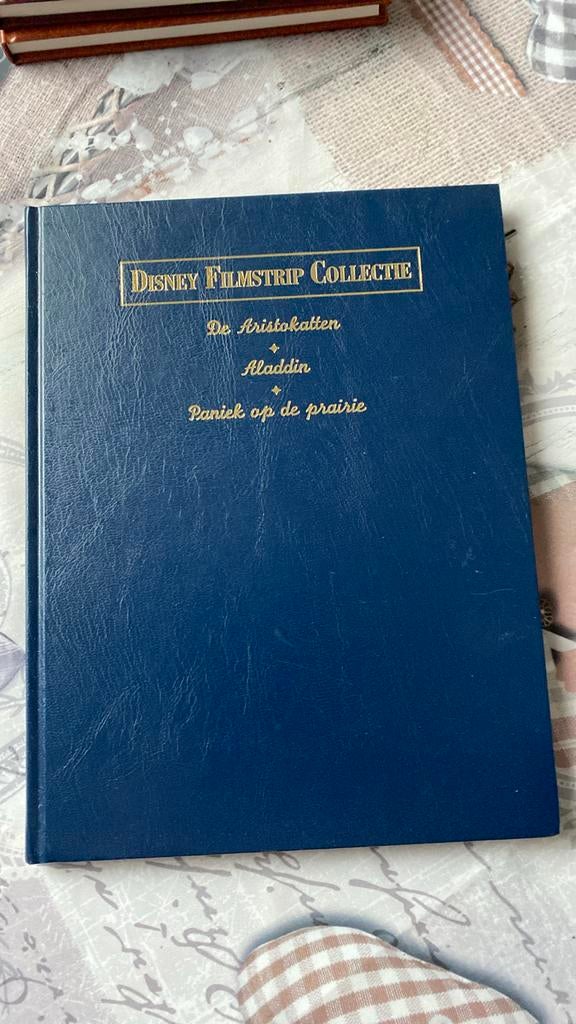 DISNEY FILMSTRIP COLLECTIE
De Aristokatten
Aladdin
Paniek op de prairie